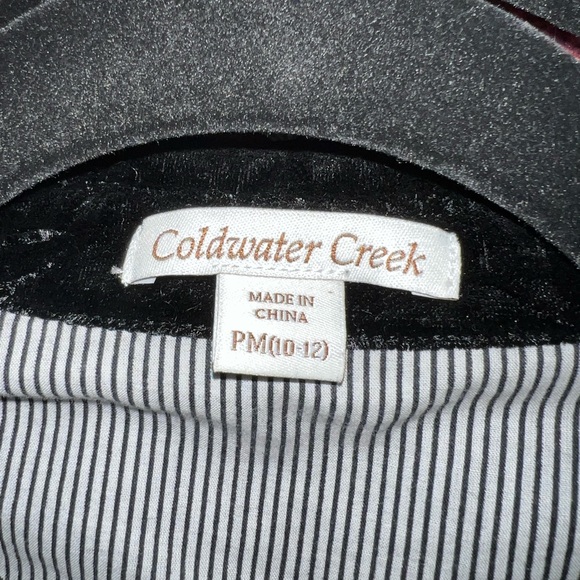 Coldwater Creek
MADE IN
CHINA
PM(10-12)